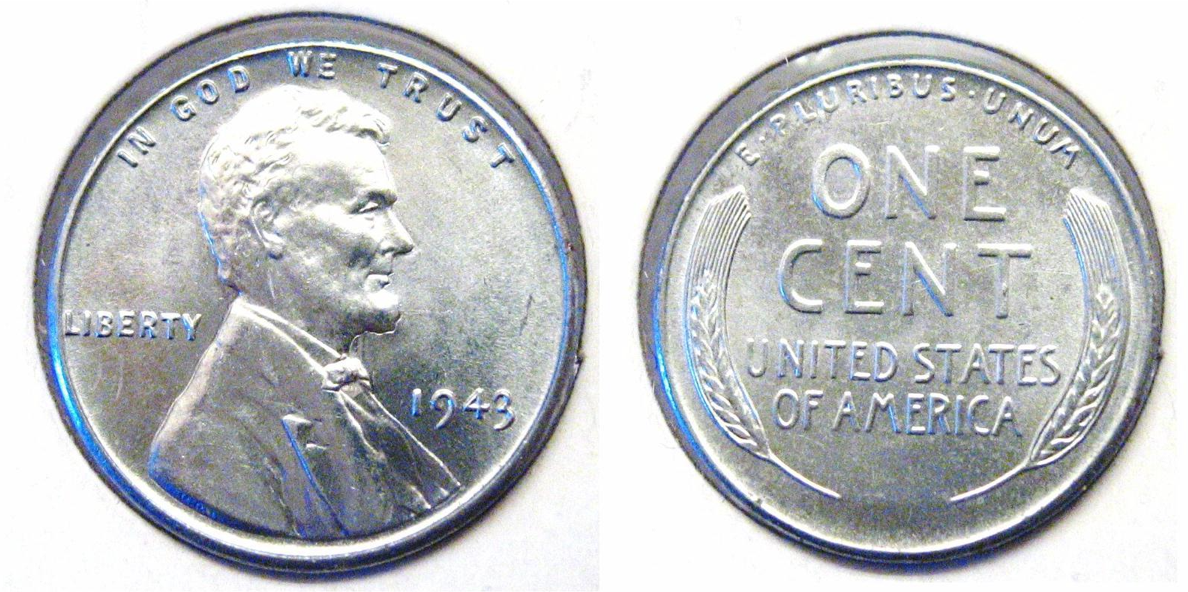 IN GOD WE TRUST
LIBERTY
1943
E·PLURIBUS·UNUM
ONE
CENT
UNITED STATES
OF AMERICA